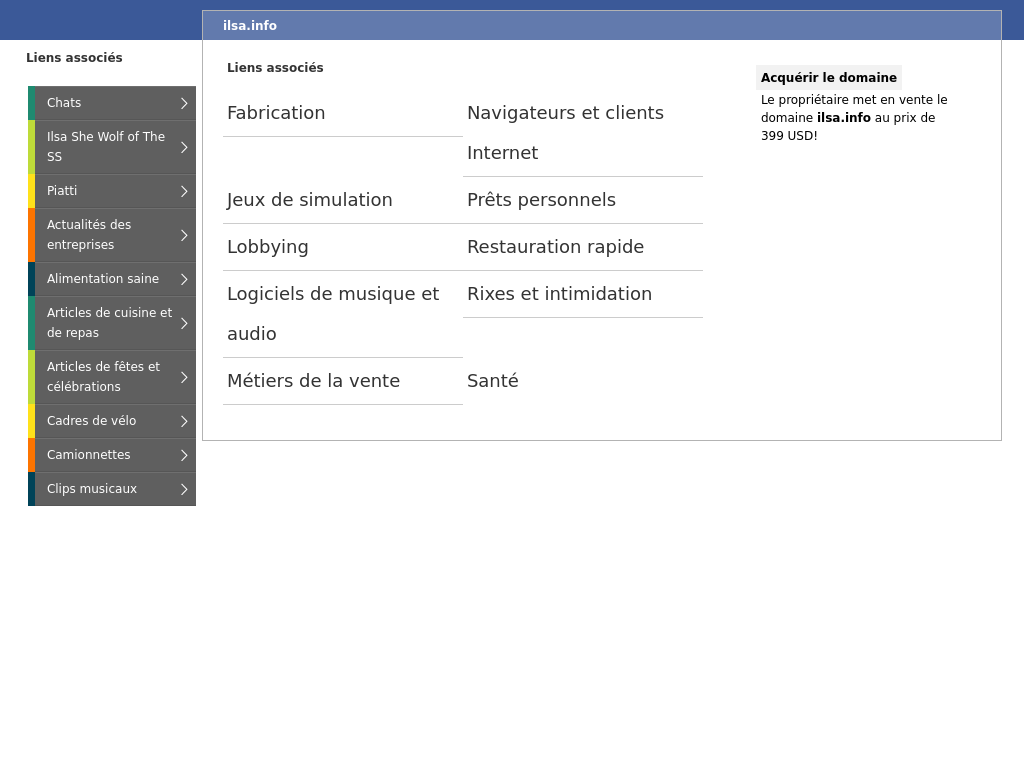 ilsa.info
Liens associés
Chats
Ilsa She Wolf of The
SS
Piatti
Actualités des
entreprises
Alimentation saine
Articles de cuisine et
de repas
Articles de fêtes et
célébrations
Cadres de vélo
Camionnettes
Clips musicaux
Liens associés
Fabrication
Navigateurs et clients
Internet
Jeux de simulation
Prêts personnels
Lobbying
Restauration rapide
Logiciels de musique et
audio
Rixes et intimidation
Métiers de la vente
Santé
Acquérir le domaine
Le propriétaire met en vente le
domaine ilsa.info au prix de
399 USD!